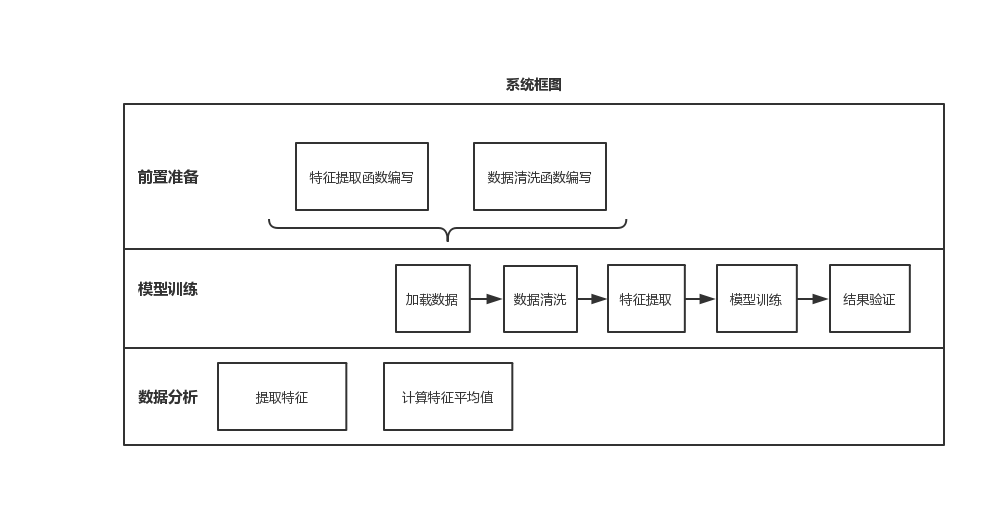 系统框图
前置准备
特征提取函数编写
数据清洗函数编写
模型训练
加载数据
数据清洗
特征提取
模型训练
结果验证
数据分析
提取特征
计算特征平均值